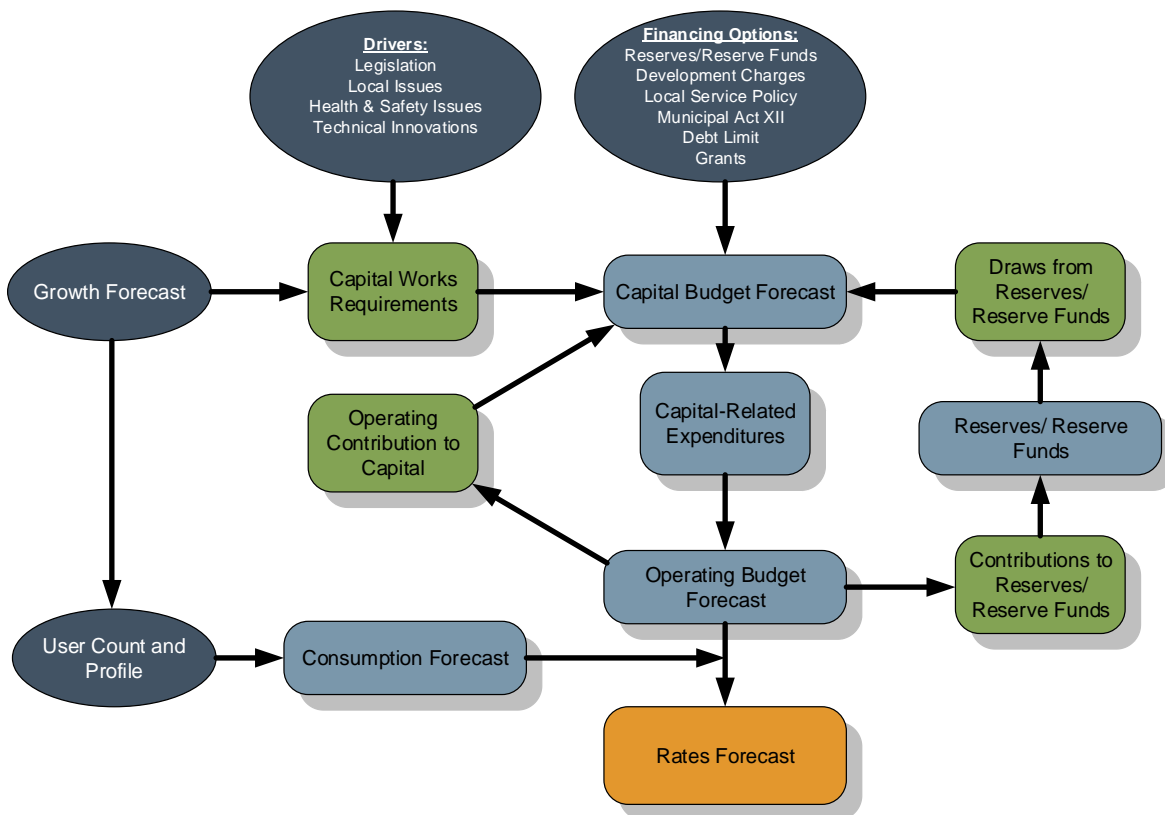 Drivers:
Legislation
Local Issues
Health & Safety Issues
Technical Innovations
Financing Options:
Reserves/Reserve Funds
Development Charges
Local Service Policy
Municipal Act XII
Debt Limit
Grants
Growth Forecast
Capital Works
Requirements
Capital Budget Forecast
Draws from
Reserves/
Reserve Funds
Operating
Contribution to
Capital
Capital-Related
Expenditures
Reserves/ Reserve
Funds
Operating Budget
Forecast
Contributions to
Reserves/
Reserve Funds
User Count and
Profile
Consumption Forecast
Rates Forecast